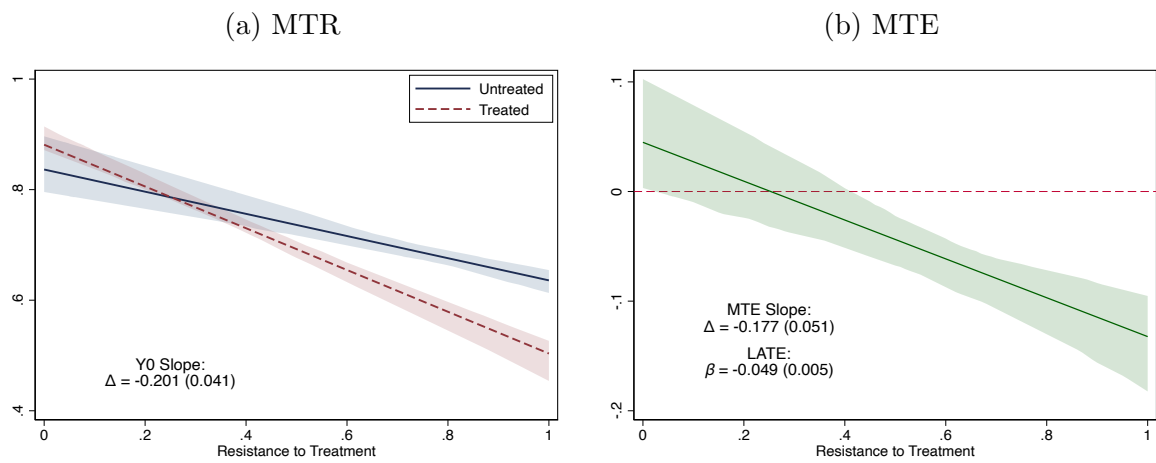 (a) MTR
1
.8
.6
.4
Untreated
Treated
Y0 Slope:
Δ = -0.201 (0.041)
0
.2
.4
.6
.8
1
Resistance to Treatment
(b) MTE
.1
0
-.1
-.2
MTE Slope:
Δ = -0.177 (0.051)
LATE:
β = -0.049 (0.005)
0
.2
.4
.6
.8
1
Resistance to Treatment